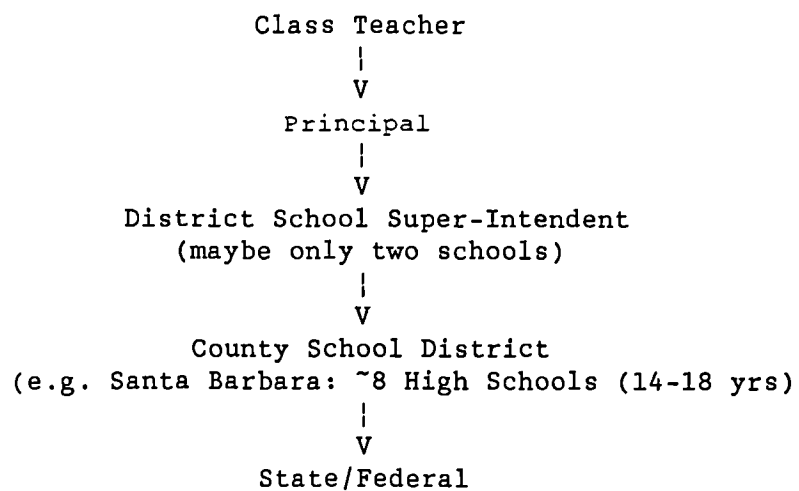 Class Teacher
|
V
Principal
|
V
District School Super-Intendent
(maybe only two schools)
|
V
County School District
(e.g. Santa Barbara: ~8 High Schools (14-18 yrs)
|
V
State/Federal